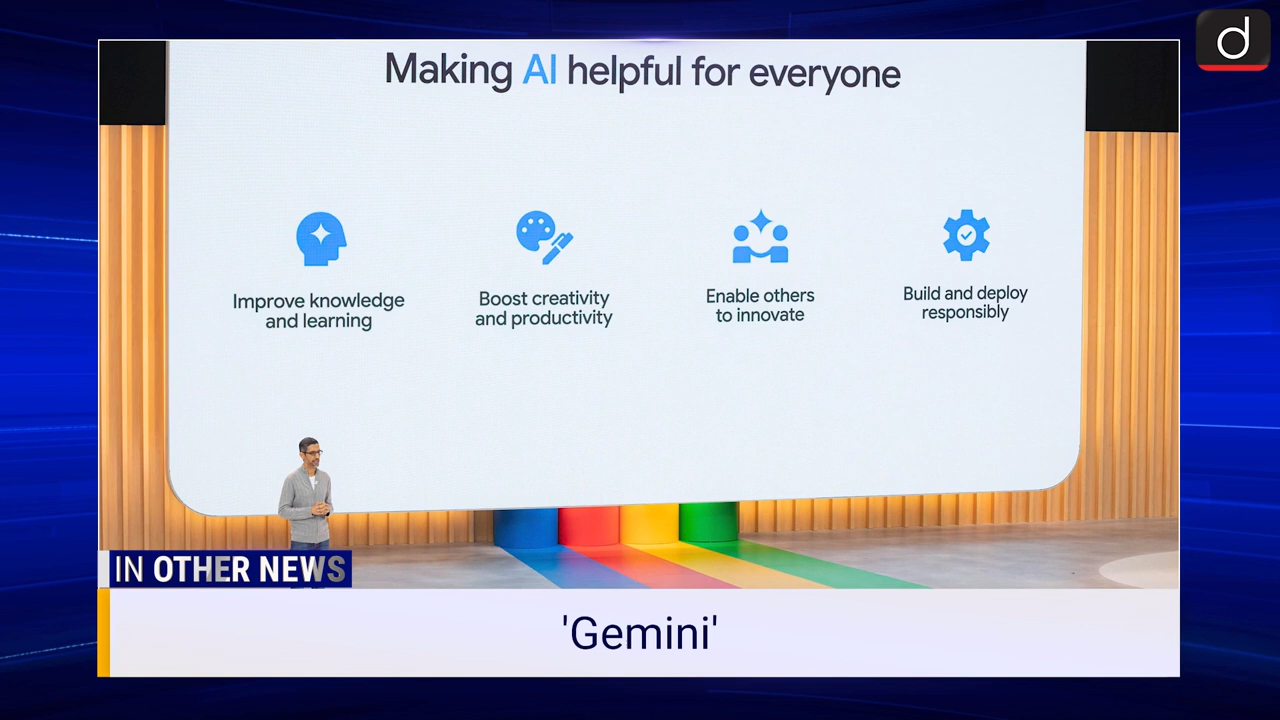 d
Making AI helpful for everyone
Improve knowledge
and learning
Boost creativity
and productivity
Enable others
to innovate
Build and deploy
responsibly
IN OTHER NEWS
'Gemini'